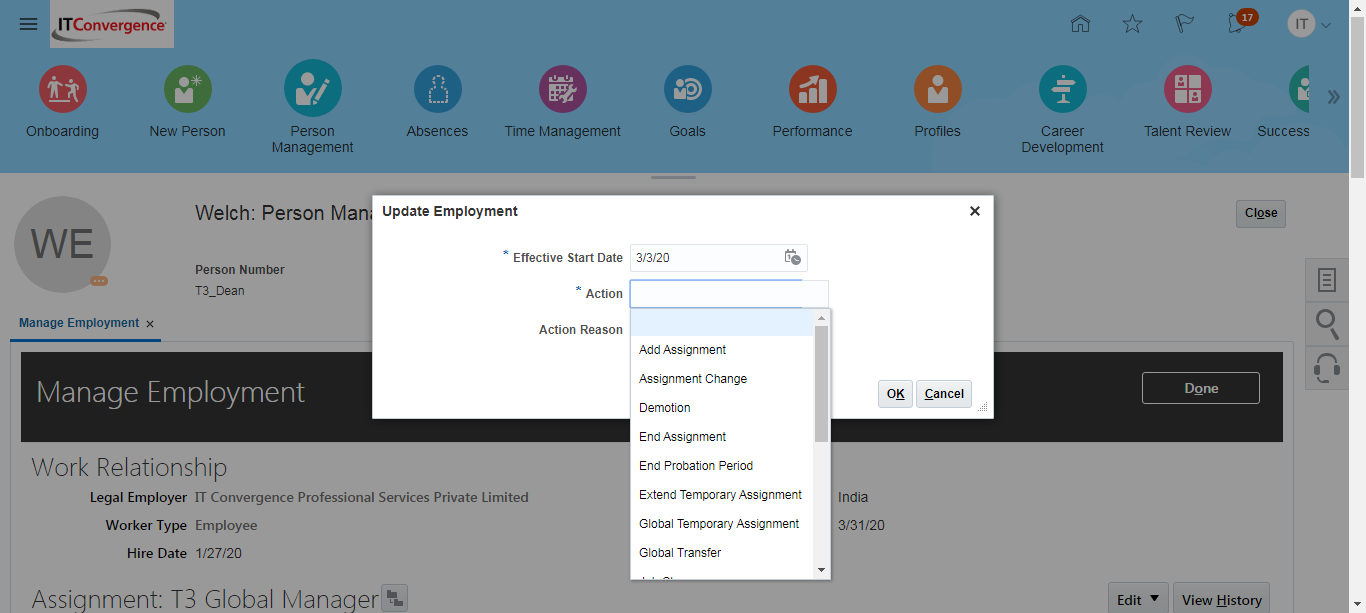 ITConvergence
17
IT
Onboarding
New Person
Person
Management
Absences
Time Management
Goals
Performance
Profiles
Career
Development
Talent Review
Success
WE
Welch: Person Mana
Close
Person Number
T3_Dean
Manage Employment
Update Employment
* Effective Start Date 3/3/20
* Action
Action Reason
Add Assignment
Assignment Change
Demotion
End Assignment
End Probation Period
Extend Temporary Assignment
Global Temporary Assignment
Global Transfer
OK Cancel
Manage Employment
Done
Work Relationship
Legal Employer IT Convergence Professional Services Private Limited
India
Worker Type Employee
3/31/20
Hire Date 1/27/20
Assignment: T3 Global Manager
Edit
View History